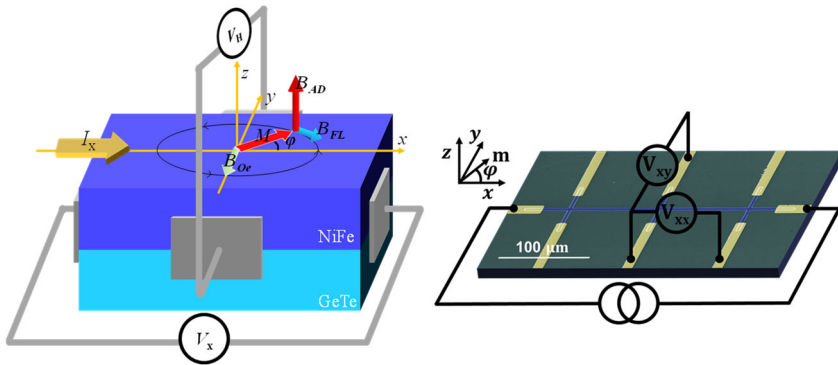 V_H
z
y
B_AD
I_x
M
B_FL
φ
x
B_Oe
NiFe
GeTe
V_x
z
y
m
φ
x
V_xy
V_xx
100 μm